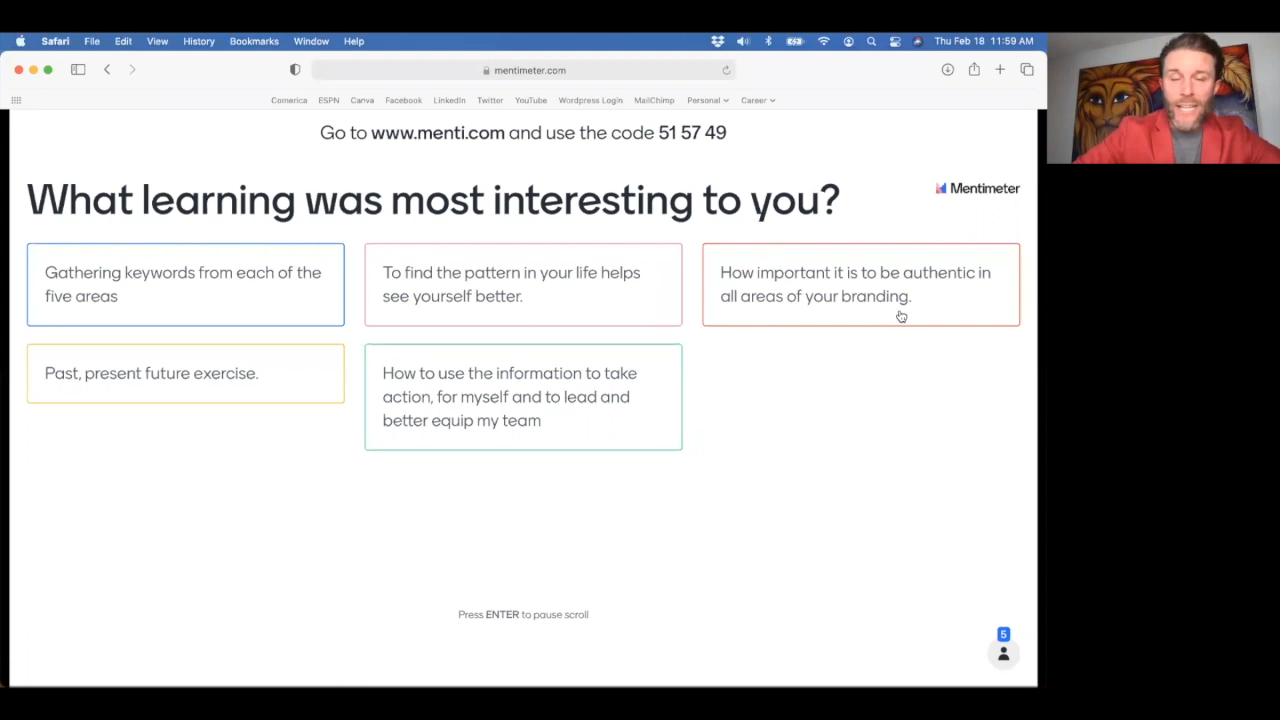 Safari File Edit View History Bookmarks Window Help Thu Feb 18 11:59 AM
mentimeter.com
Comerica ESPN Canva Facebook LinkedIn Twitter YouTube Wordpress Login MailChimp Personal Career
Go to www.menti.com and use the code 51 57 49
What learning was most interesting to you?
Mentimeter
Gathering keywords from each of the
five areas
To find the pattern in your life helps
see yourself better.
How important it is to be authentic in
all areas of your branding.
Past, present future exercise.
How to use the information to take
action, for myself and to lead and
better equip my team
Press ENTER to pause scroll
5